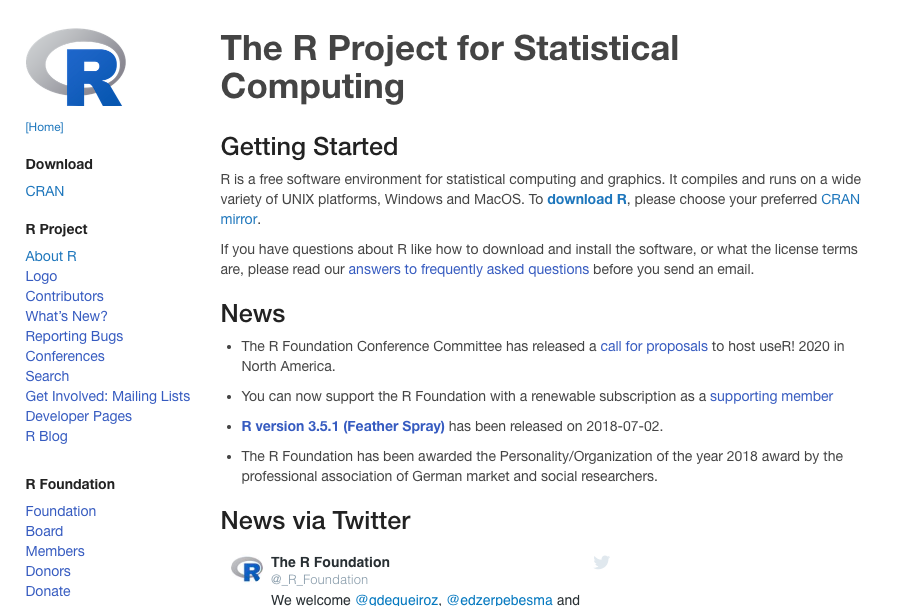 R
[Home]
Download
CRAN
R Project
About R
Logo
Contributors
What's New?
Reporting Bugs
Conferences
Search
Get Involved: Mailing Lists
Developer Pages
R Blog
R Foundation
Foundation
Board
Members
Donors
Donate
The R Project for Statistical
Computing
Getting Started
R is a free software environment for statistical computing and graphics. It compiles and runs on a wide
variety of UNIX platforms, Windows and MacOS. To download R, please choose your preferred CRAN
mirror.
If you have questions about R like how to download and install the software, or what the license terms
are, please read our answers to frequently asked questions before you send an email.
News
• The R Foundation Conference Committee has released a call for proposals to host useR! 2020 in
North America.
• You can now support the R Foundation with a renewable subscription as a supporting member
• R version 3.5.1 (Feather Spray) has been released on 2018-07-02.
• The R Foundation has been awarded the Personality/Organization of the year 2018 award by the
professional association of German market and social researchers.
News via Twitter
R
The R Foundation
@_R_Foundation
We welcome @gdequeiroz, @edzerpebesma and